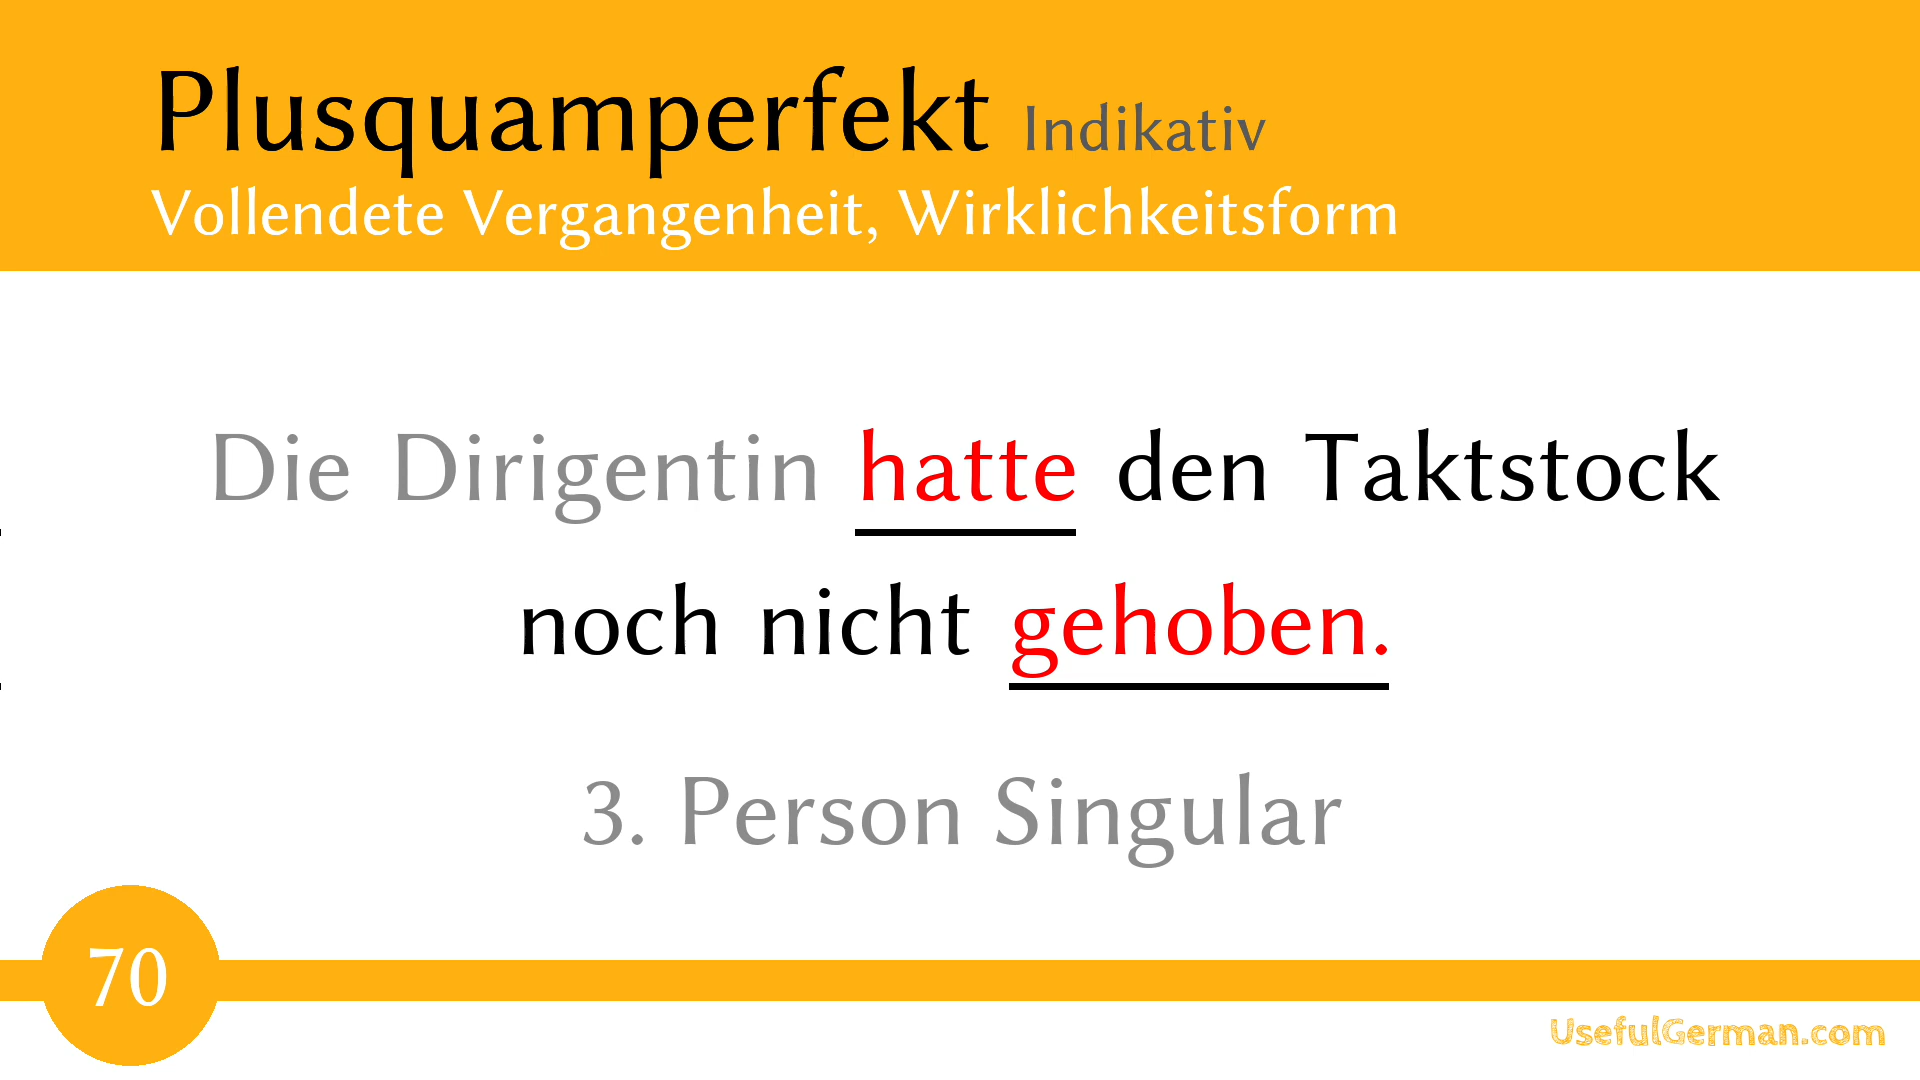 Plusquamperfekt Indikativ
Vollendete Vergangenheit, Wirklichkeitsform
Die Dirigentin hatte den Taktstock
noch nicht gehoben.
3. Person Singular
70
UsefulGerman.com